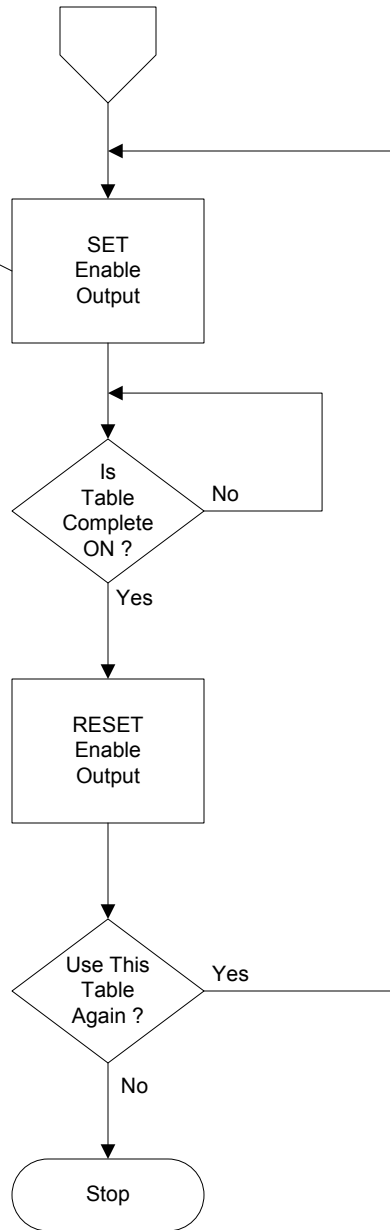 SET
Enable
Output
Is
Table
Complete
ON ?
No
Yes
RESET
Enable
Output
Use This
Table
Again ?
Yes
No
Stop